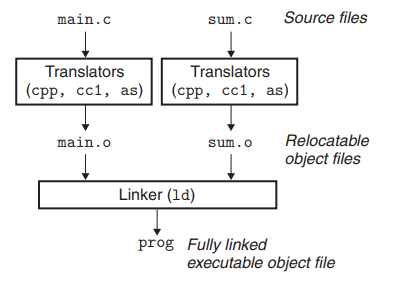 main.c
sum.c
Source files
Translators
(cpp, cc1, as)
Translators
(cpp, cc1, as)
main.o
sum.o
Relocatable
object files
Linker (ld)
prog
Fully linked
executable object file